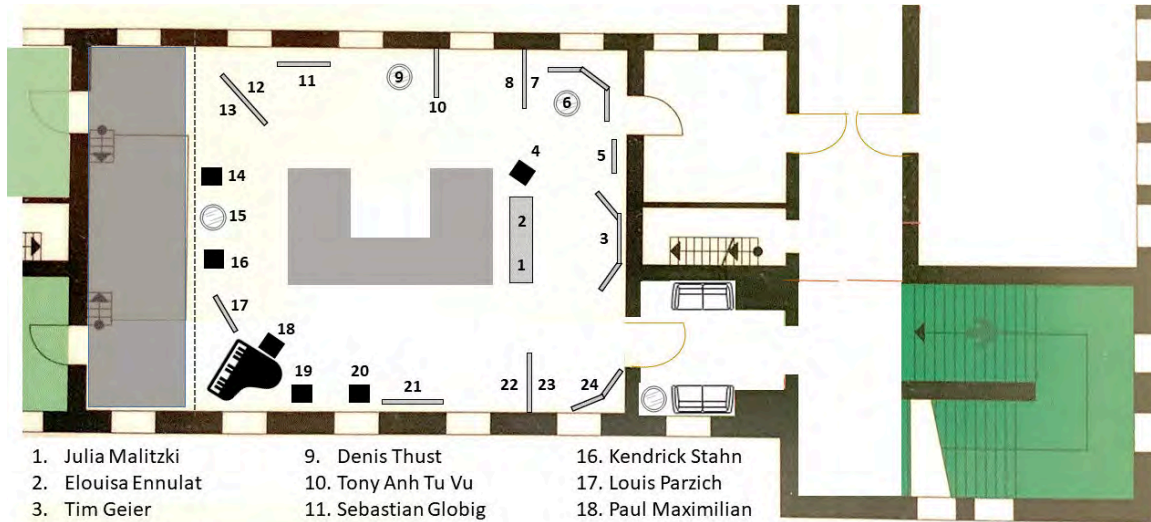 11
9
8
7
12
13
10
6
4
5
14
15
2
3
16
1
17
18
19
20
21
22
23
24
1. Julia Malitzki
2. Elouisa Ennulat
3. Tim Geier
9. Denis Thust
10. Tony Anh Tu Vu
11. Sebastian Globig
16. Kendrick Stahn
17. Louis Parzich
18. Paul Maximilian